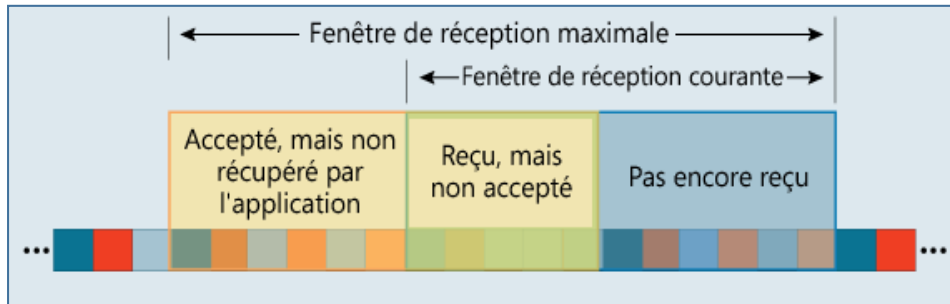 Fenêtre de réception maximale
Fenêtre de réception courante
Accepté, mais non
récupéré par
l'application
Reçu, mais
non accepté
Pas encore reçu
... ...